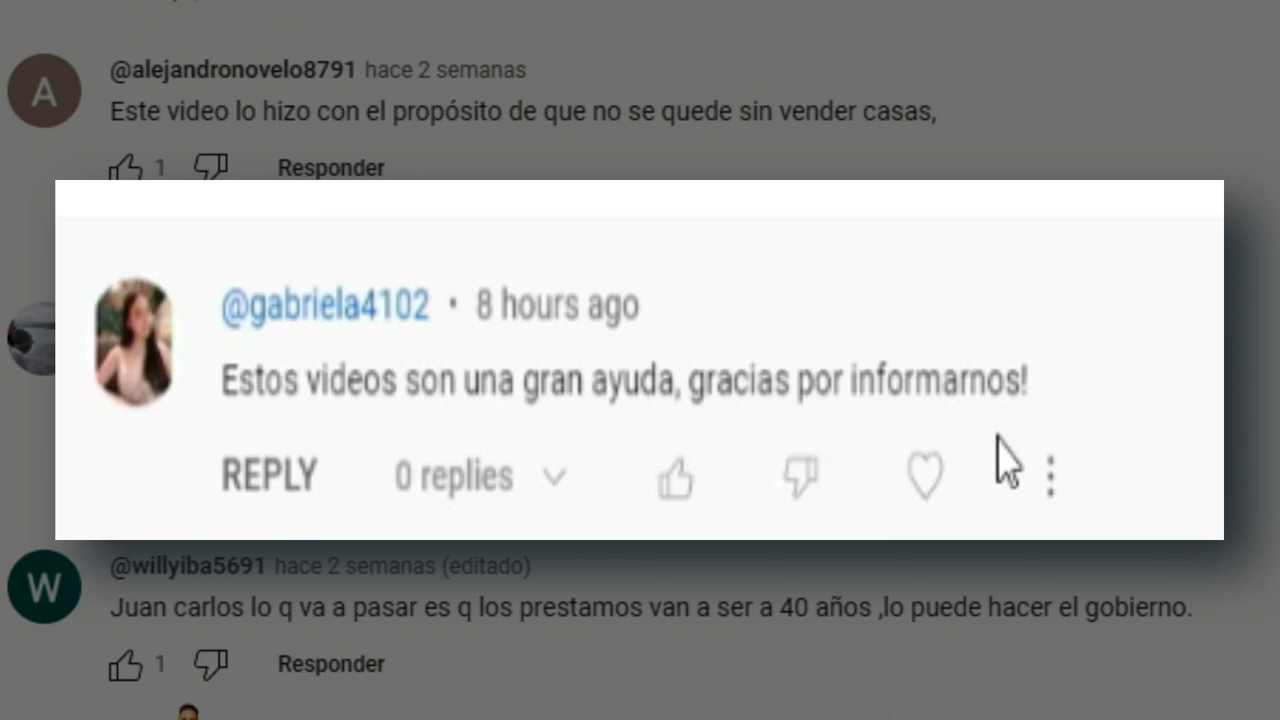 A
@alejandronovelo8791 hace 2 semanas
Este video lo hizo con el propósito de que no se quede sin vender casas,
1 Responder
@gabriela4102 • 8 hours ago
Estos videos son una gran ayuda, gracias por informarnos!
REPLY 0 replies
W
@willyiba5691 hace 2 semanas (editado)
Juan carlos lo q va a pasar es q los prestamos van a ser a 40 años ,lo puede hacer el gobierno.
1 Responder